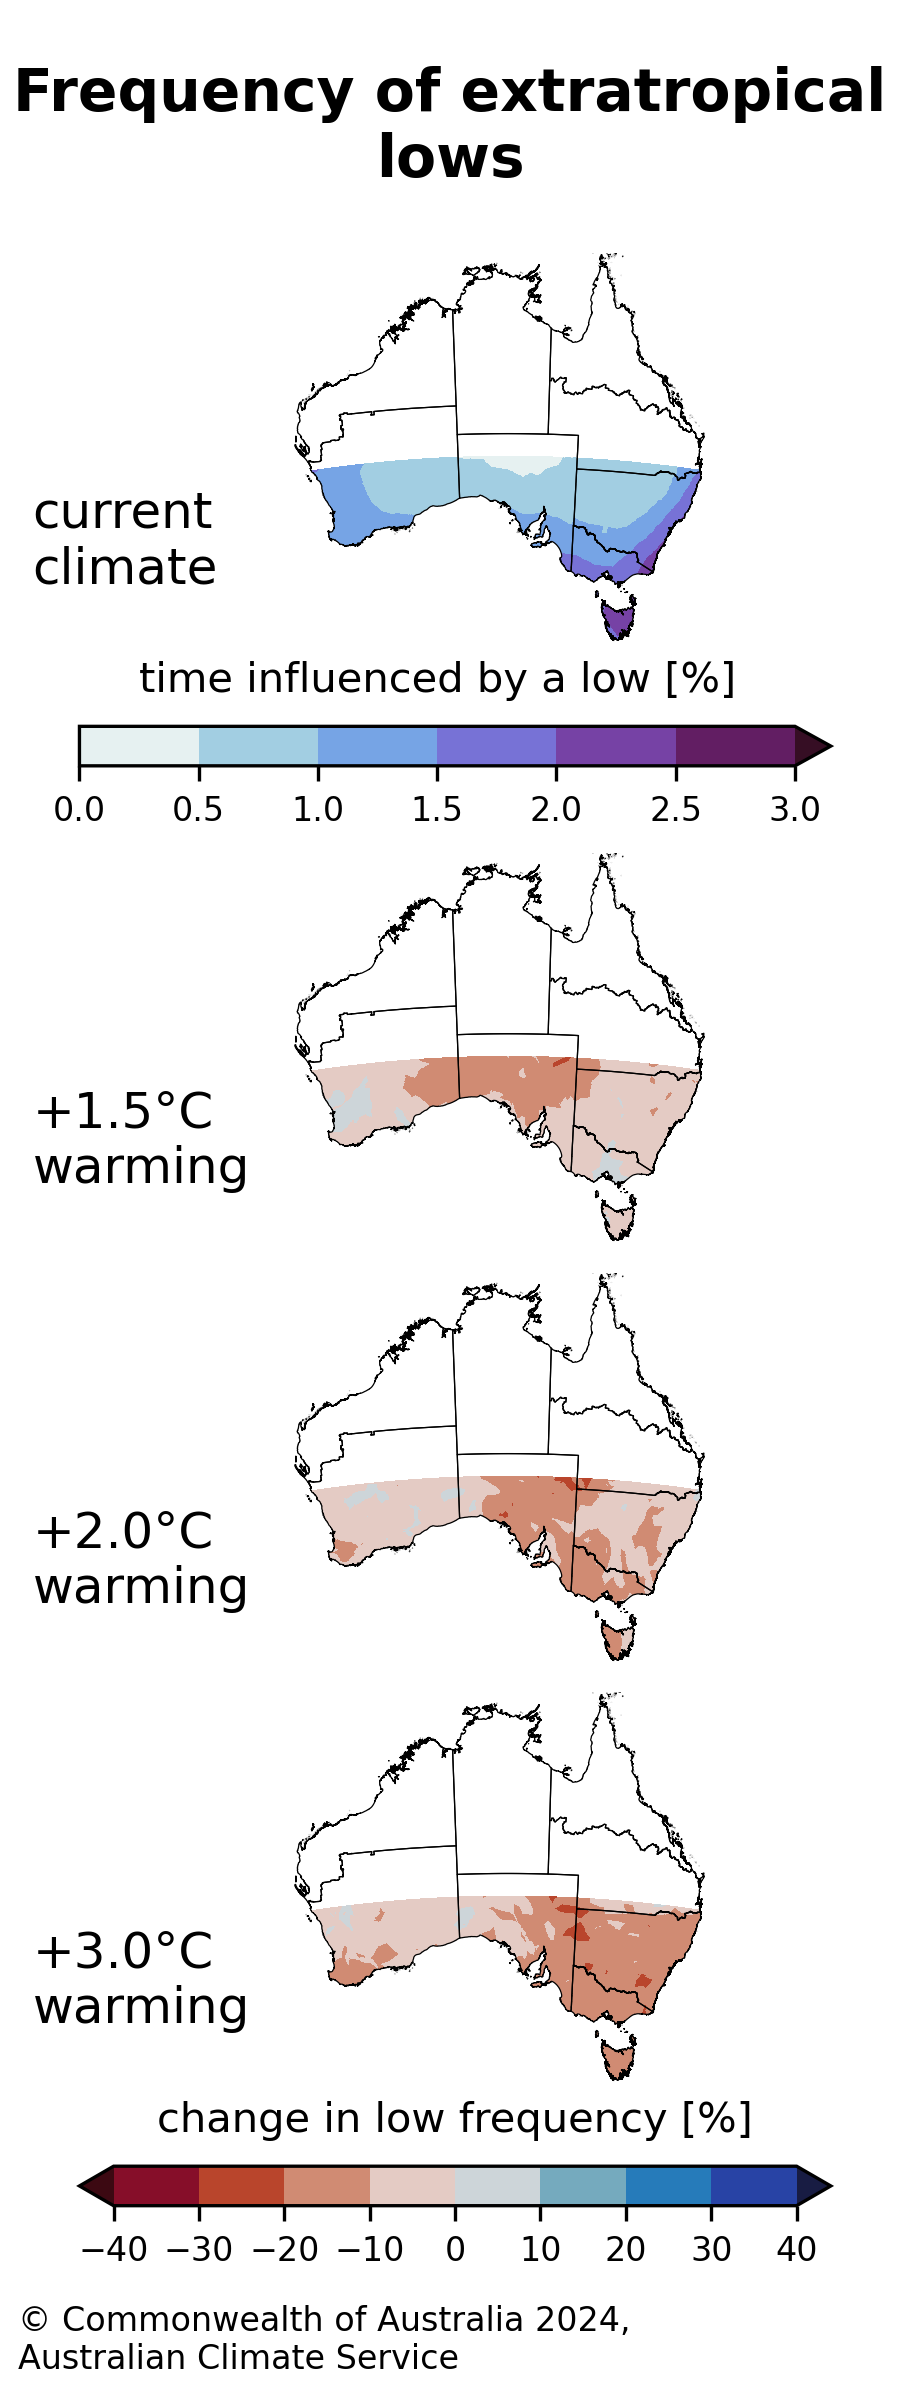 Frequency of extratropical
lows
current
climate
time influenced by a low [%]
0.0 0.5 1.0 1.5 2.0 2.5 3.0
+1.5°C
warming
+2.0°C
warming
+3.0°C
warming
change in low frequency [%]
−40 −30 −20 −10 0 10 20 30 40
© Commonwealth of Australia 2024,
Australian Climate Service